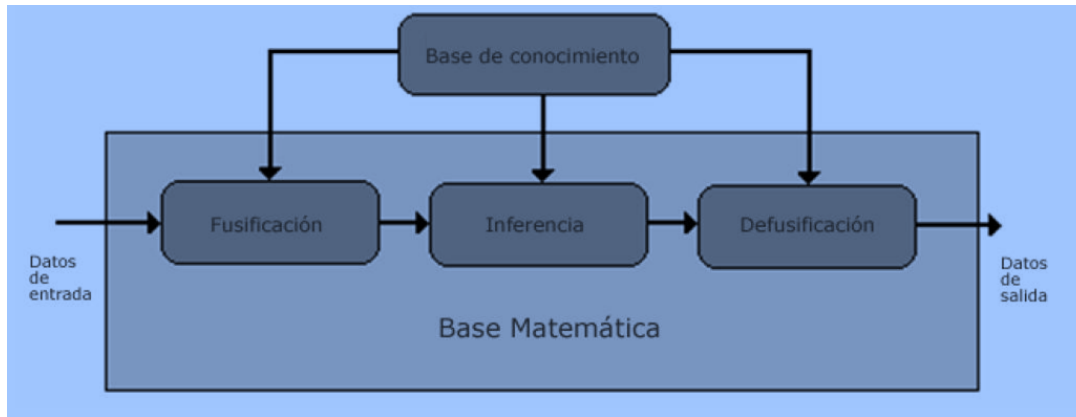 Base de conocimiento
Fusificación
Inferencia
Defusificación
Datos
de
entrada
Datos
de
salida
Base Matemática